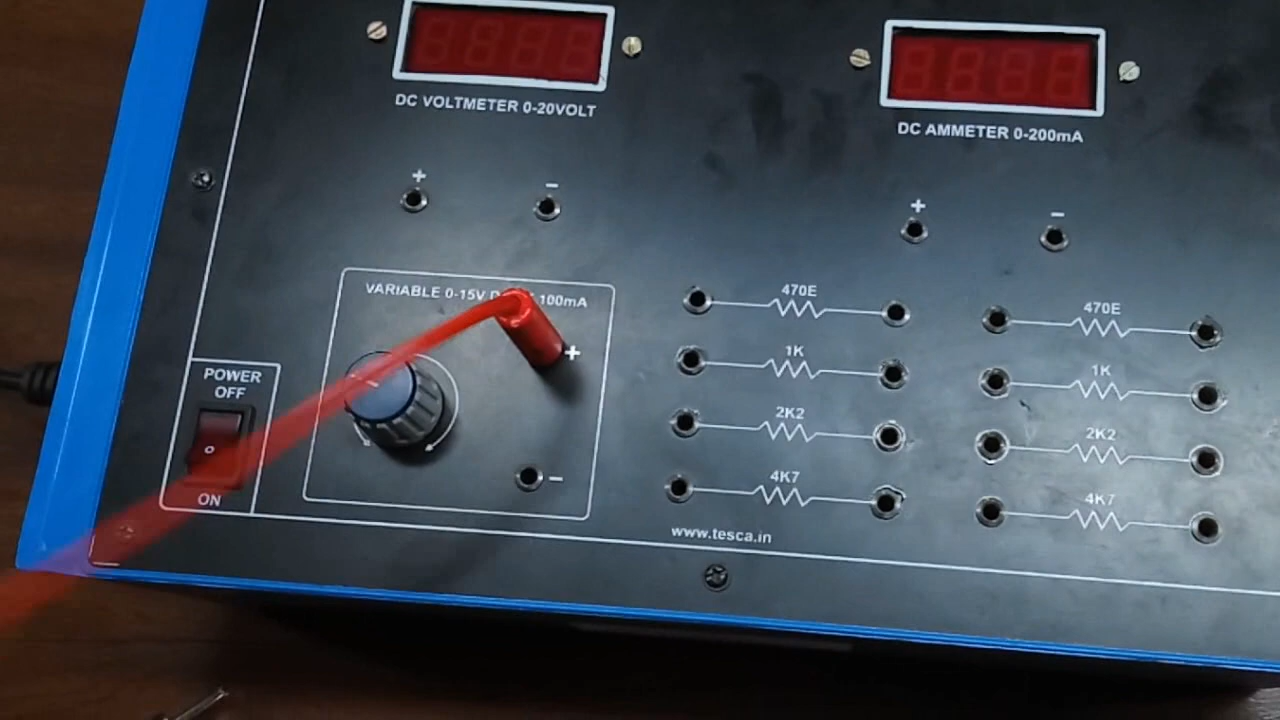 DC VOLTMETER 0-20VOLT
DC AMMETER 0-200mA
+
−
+
−
VARIABLE 0-15V D 100mA
+
−
POWER
OFF
O
ON
470E
1K
2K2
4K7
470E
1K
2K2
4K7
www.tesca.in